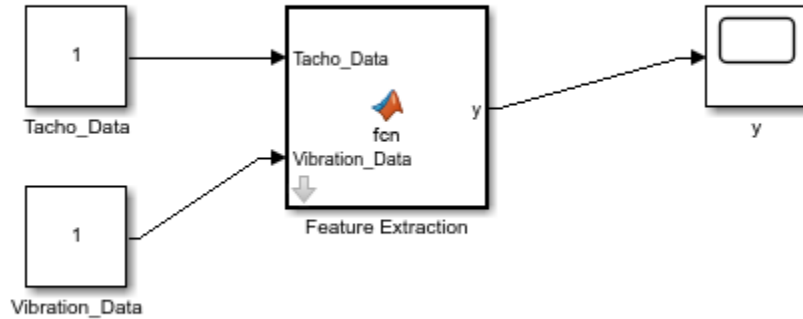 1
Tacho_Data
Tacho_Data
fcn
y
Vibration_Data
Feature Extraction
y
1
Vibration_Data